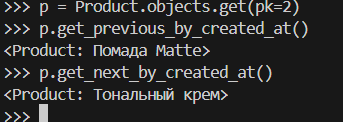 >>> p = Product.objects.get(pk=2)
>>> p.get_previous_by_created_at()
<Product: Помада Matte>
>>> p.get_next_by_created_at()
<Product: Тональный крем>
>>>